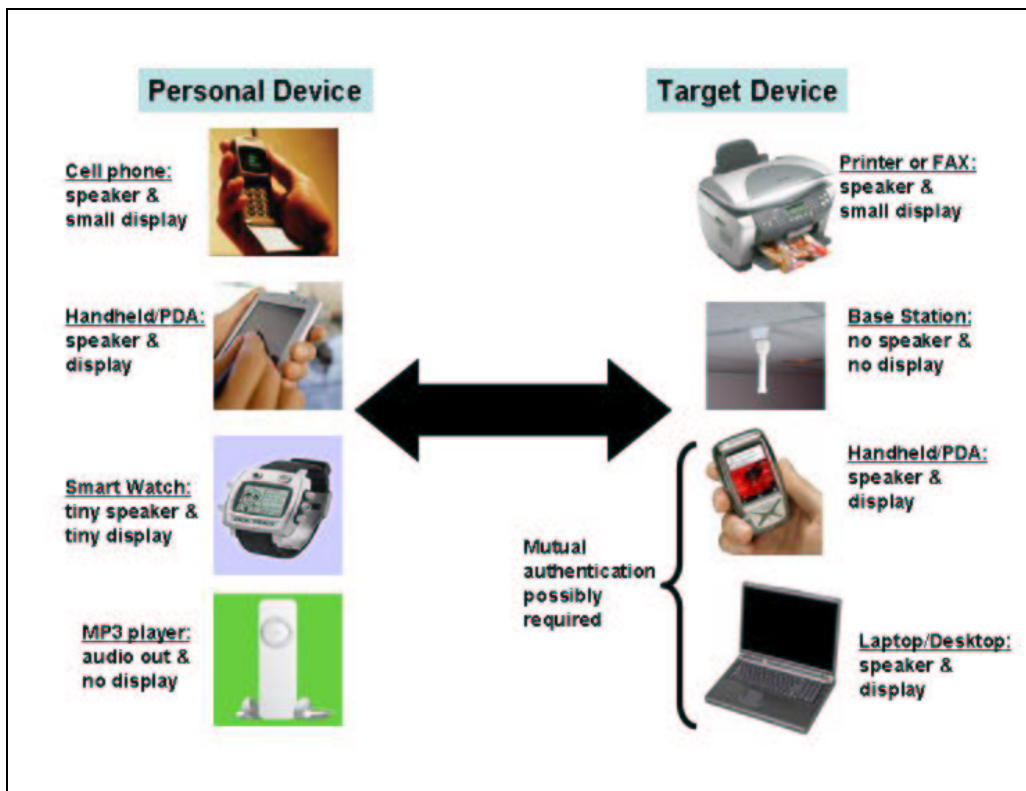 Personal Device
Cell phone:
speaker &
small display
Handheld/PDA:
speaker &
display
Smart Watch:
tiny speaker &
tiny display
MP3 player:
audio out &
no display
Target Device
Printer or FAX:
speaker &
small display
Base Station:
no speaker &
no display
Handheld/PDA:
speaker &
display
Mutual
authentication
possibly
required
Laptop/Desktop:
speaker &
display